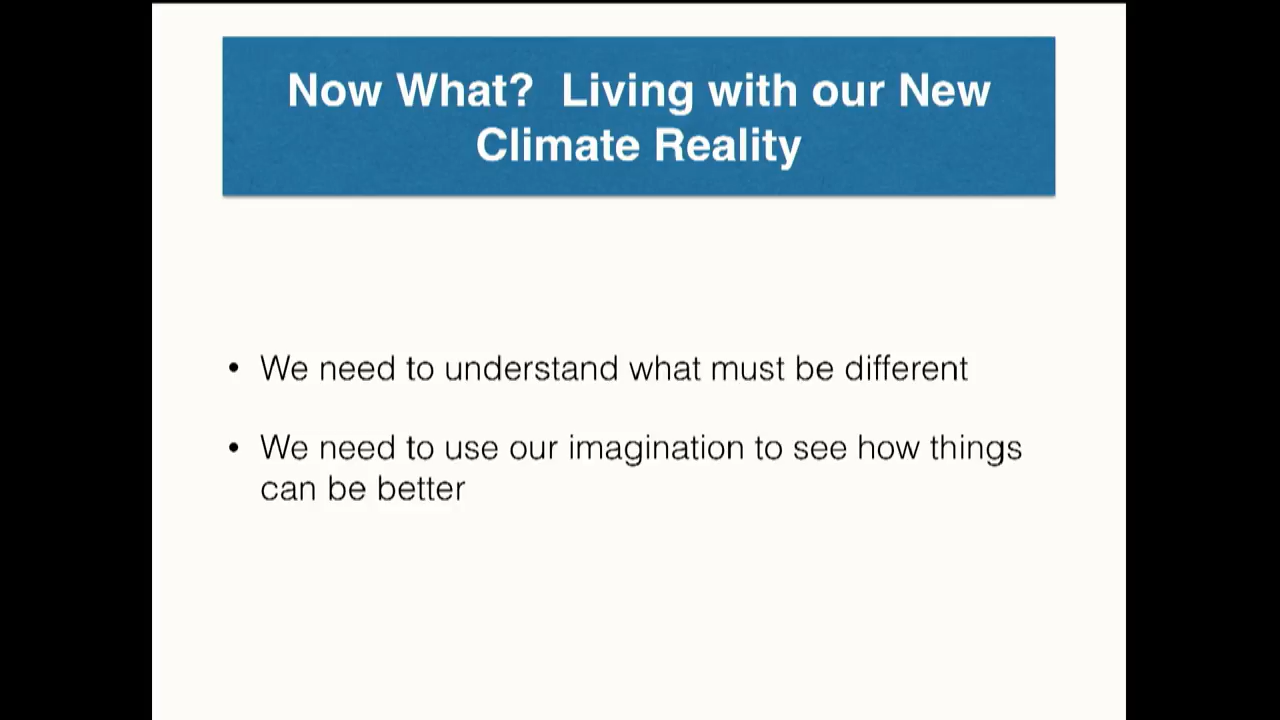 Now What?  Living with our New
Climate Reality
• We need to understand what must be different
• We need to use our imagination to see how things
can be better